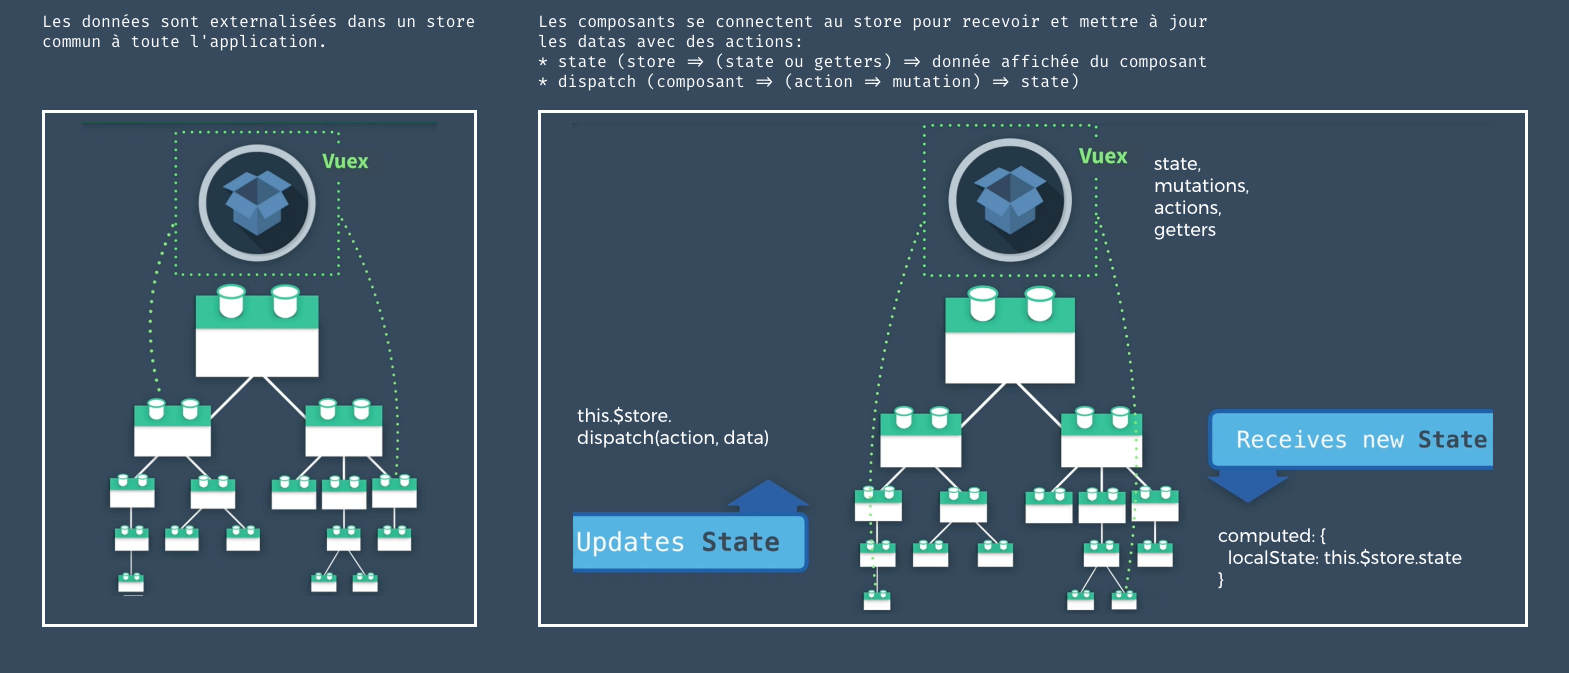 Les données sont externalisées dans un store
commun à toute l'application.
Les composants se connectent au store pour recevoir et mettre à jour
les datas avec des actions:
* state (store ⇒ (state ou getters) ⇒ donnée affichée du composant
* dispatch (composant ⇒ (action ⇒ mutation) ⇒ state)
Vuex
Vuex
state,
mutations,
actions,
getters
this.$store.
dispatch(action, data)
Updates State
Receives new State
computed: {
localState: this.$store.state
}